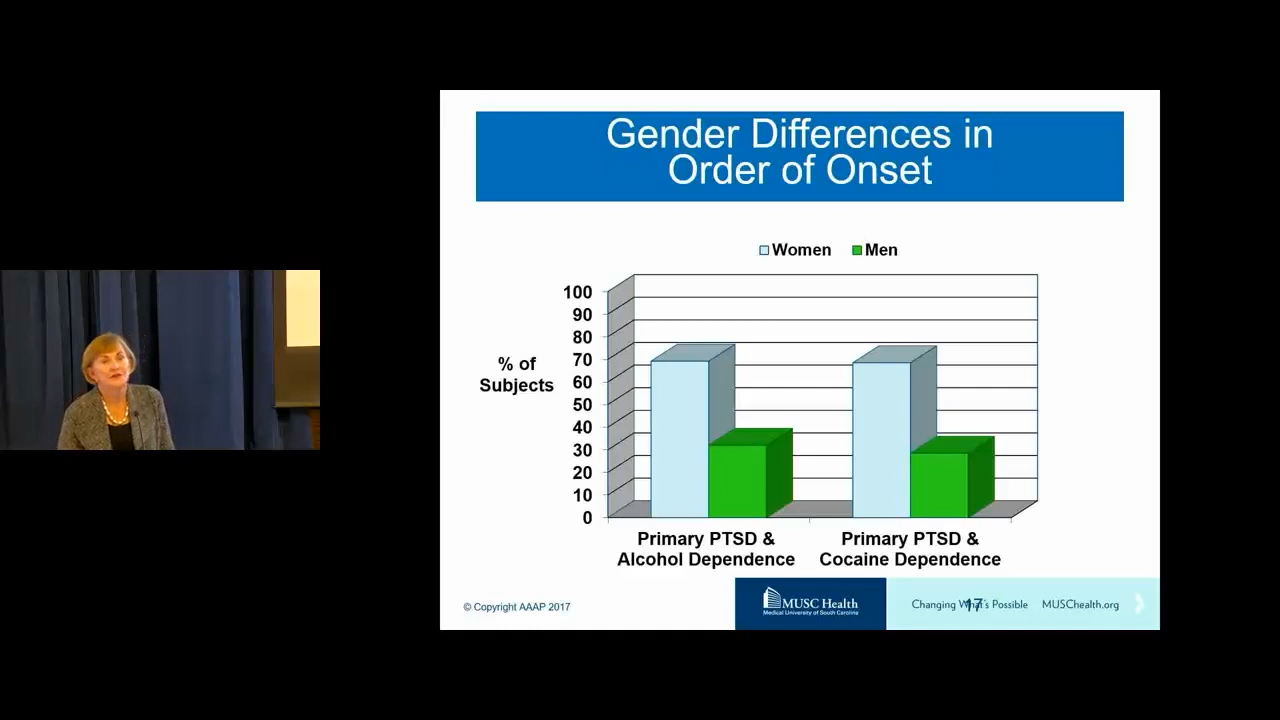 Gender Differences in
Order of Onset
Women Men
100
90
80
70
60
50
40
30
20
10
0
% of
Subjects
Primary PTSD &
Alcohol Dependence
Primary PTSD &
Cocaine Dependence
© Copyright AAAP 2017
MUSC Health
Medical University of South Carolina
Changing What's Possible MUSChealth.org
17